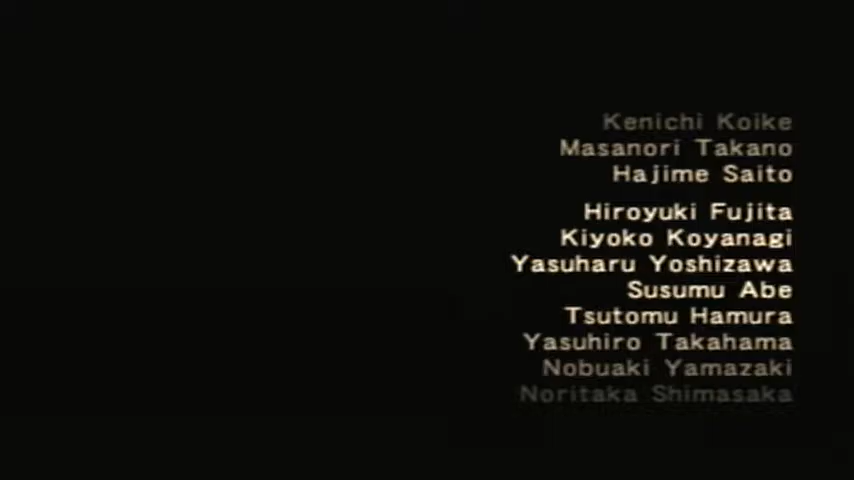 Kenichi Koike
Masanori Takano
Hajime Saito
Hiroyuki Fujita
Kiyoko Koyanagi
Yasuharu Yoshizawa
Susumu Abe
Tsutomu Hamura
Yasuhiro Takahama
Nobuaki Yamazaki
Noritaka Shimasaka